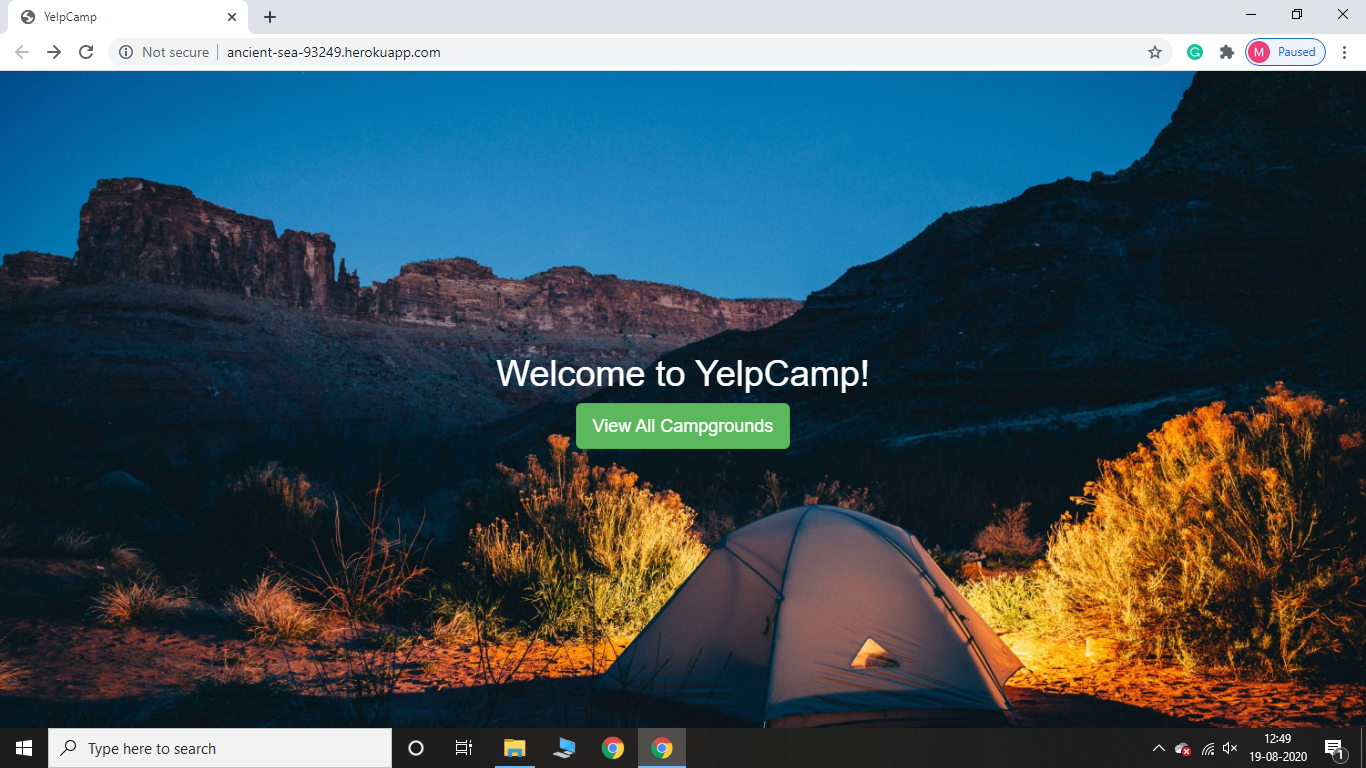 YelpCamp
Not secure
ancient-sea-93249.herokuapp.com
M
Paused
Welcome to YelpCamp!
View All Campgrounds
Type here to search
12:49
19-08-2020
1